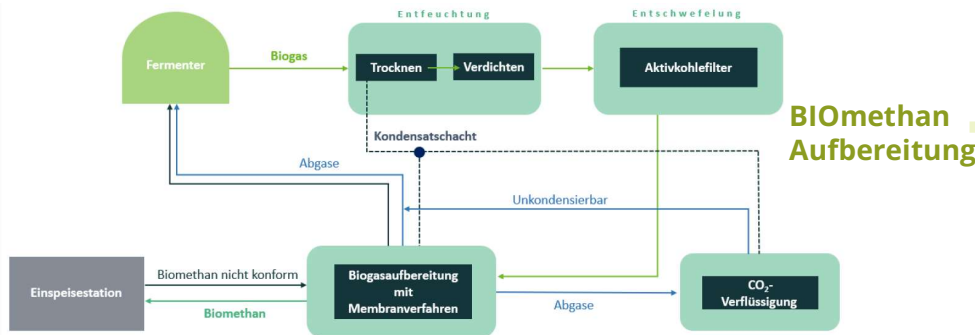 Entfeuchtung
Entschwefelung
Fermenter
Biogas
Trocknen
Verdichten
Aktivkohlefilter
BIOmethan
Aufbereitung
Kondensatschacht
Abgase
Unkondensierbar
Einspeisestation
Biomethan nicht konform
Biomethan
Biogasaufbereitung
mit
Membranverfahren
Abgase
CO₂-
Verflüssigung